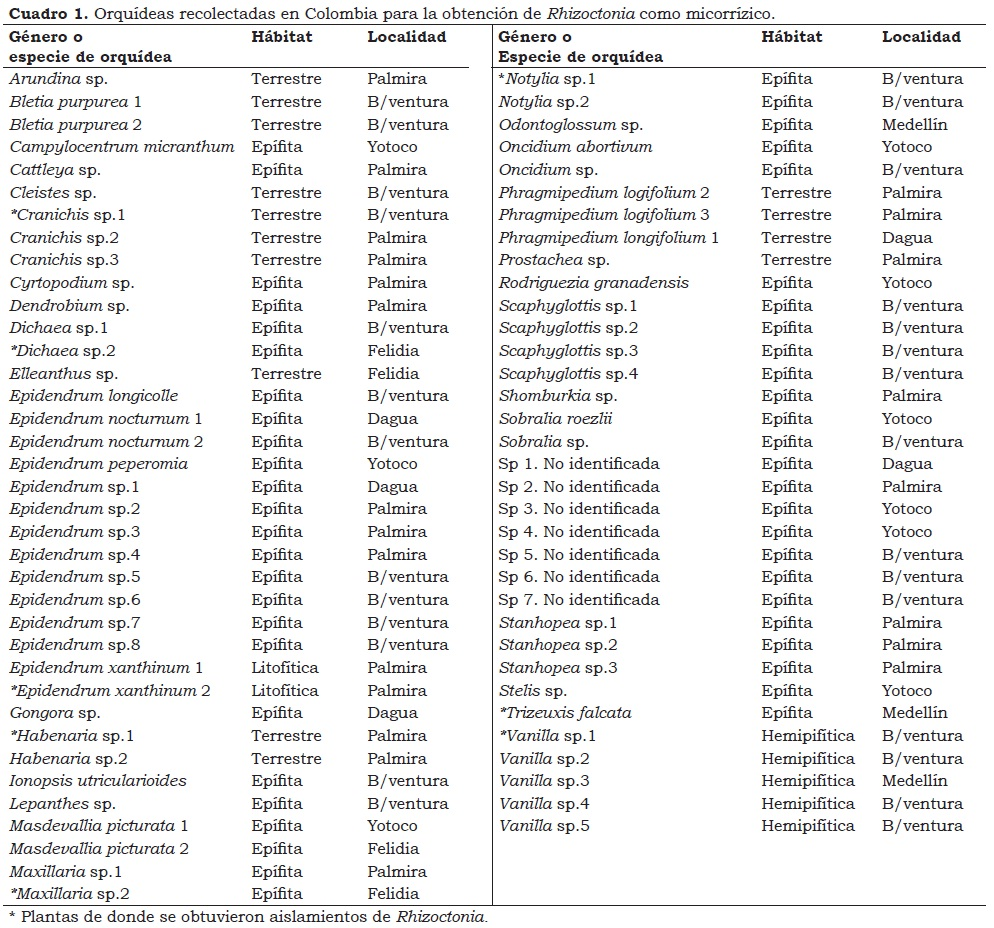 Cuadro 1. Orquídeas recolectadas en Colombia para la obtención de Rhizoctonia como micorrízico.
Género o especie de orquídea Hábitat Localidad
Arundina sp. Terrestre Palmira
Bletia purpurea 1 Terrestre B/ventura
Bletia purpurea 2 Terrestre B/ventura
Campylocentrum micranthum Epífita Yotoco
Cattleya sp. Epífita Palmira
Cleistes sp. Terrestre B/ventura
*Cranichis sp.1 Terrestre B/ventura
Cranichis sp.2 Terrestre Palmira
Cranichis sp.3 Terrestre Palmira
Cyrtopodium sp. Epífita Palmira
Dendrobium sp. Epífita Palmira
Dichaea sp.1 Epífita B/ventura
*Dichaea sp.2 Epífita Felidia
Elleanthus sp. Terrestre Felidia
Epidendrum longicolle Epífita B/ventura
Epidendrum nocturnum 1 Epífita Dagua
Epidendrum nocturnum 2 Epífita B/ventura
Epidendrum peperomia Epífita Yotoco
Epidendrum sp.1 Epífita Dagua
Epidendrum sp.2 Epífita Palmira
Epidendrum sp.3 Epífita Palmira
Epidendrum sp.4 Epífita Palmira
Epidendrum sp.5 Epífita B/ventura
Epidendrum sp.6 Epífita B/ventura
Epidendrum sp.7 Epífita B/ventura
Epidendrum sp.8 Epífita B/ventura
Epidendrum xanthinum 1 Litofítica Palmira
*Epidendrum xanthinum 2 Litofítica Palmira
Gongora sp. Epífita Dagua
*Habenaria sp.1 Terrestre Palmira
Habenaria sp.2 Terrestre Palmira
Ionopsis utricularioides Epífita B/ventura
Lepanthes sp. Epífita B/ventura
Masdevallia picturata 1 Epífita Yotoco
Masdevallia picturata 2 Epífita Felidia
Maxillaria sp.1 Epífita Palmira
*Maxillaria sp.2 Epífita Felidia
Género o Especie de orquídea Hábitat Localidad
*Notylia sp.1 Epífita B/ventura
Notylia sp.2 Epífita B/ventura
Odontoglossum sp. Epífita Medellín
Oncidium abortivum Epífita Yotoco
Oncidium sp. Epífita B/ventura
Phragmipedium logifolium 2 Terrestre Palmira
Phragmipedium logifolium 3 Terrestre Palmira
Phragmipedium longifolium 1 Terrestre Dagua
Prostachea sp. Terrestre Palmira
Rodriguezia granadensis Epífita Yotoco
Scaphyglottis sp.1 Epífita B/ventura
Scaphyglottis sp.2 Epífita B/ventura
Scaphyglottis sp.3 Epífita B/ventura
Scaphyglottis sp.4 Epífita B/ventura
Shomburkia sp. Epífita Palmira
Sobralia roezlii Epífita Yotoco
Sobralia sp. Epífita B/ventura
Sp 1. No identificada Epífita Dagua
Sp 2. No identificada Epífita Palmira
Sp 3. No identificada Epífita Yotoco
Sp 4. No identificada Epífita Yotoco
Sp 5. No identificada Epífita B/ventura
Sp 6. No identificada Epífita B/ventura
Sp 7. No identificada Epífita B/ventura
Stanhopea sp.1 Epífita Palmira
Stanhopea sp.2 Epífita Palmira
Stanhopea sp.3 Epífita Palmira
Stelis sp. Epífita Yotoco
*Trizeuxis falcata Epífita Medellín
*Vanilla sp.1 Hemipifítica B/ventura
Vanilla sp.2 Hemipifítica B/ventura
Vanilla sp.3 Hemipifítica Medellín
Vanilla sp.4 Hemipifítica B/ventura
Vanilla sp.5 Hemipifítica B/ventura
* Plantas de donde se obtuvieron aislamientos de Rhizoctonia.